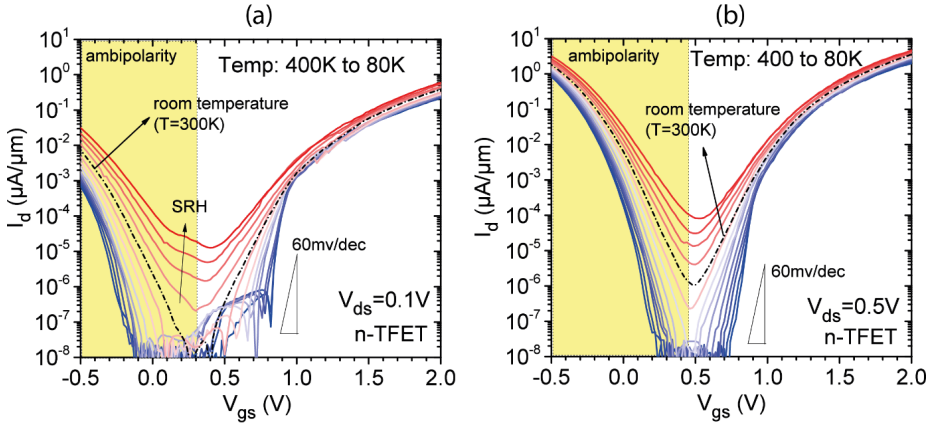 (a)
ambipolarity
Temp: 400K to 80K
room temperature
(T=300K)
SRH
60mv/dec
V_ds=0.1V
n-TFET
I_d (μA/μm)
10^1
10^0
10^-1
10^-2
10^-3
10^-4
10^-5
10^-6
10^-7
10^-8
-0.5 0.0 0.5 1.0 1.5 2.0
V_gs (V)
(b)
ambipolarity
Temp: 400 to 80K
room temperature
(T=300K)
60mv/dec
V_ds=0.5V
n-TFET
I_d (μA/μm)
10^1
10^0
10^-1
10^-2
10^-3
10^-4
10^-5
10^-6
10^-7
10^-8
-0.5 0.0 0.5 1.0 1.5 2.0
V_gs (V)